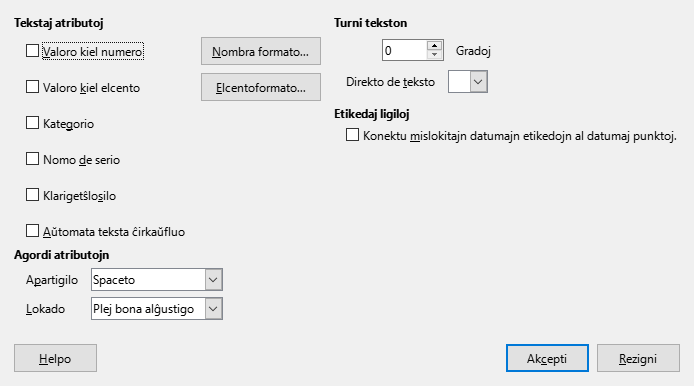 Tekstaj atributoj
Valoro kiel numero
Nombra formato...
Valoro kiel elcento
Elcentoformato...
Kategorio
Nomo de serio
Klarigetŝlosilo
Aŭtomata teksta ĉirkaŭfluo
Agordi atributojn
Apartigilo Spaceto
Lokado Plej bona alĝustigo
Turni tekston
0 Gradoj
Direkto de teksto
Etikedaj ligiloj
Konektu mislokitajn datumajn etikedojn al datumaj punktoj.
Helpo
Akcepti
Rezigni